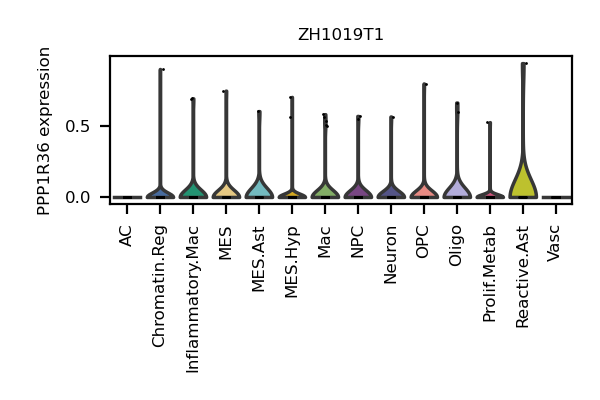 ZH1019T1
PPP1R36 expression
0.5
0.0
AC
Chromatin.Reg
Inflammatory.Mac
MES
MES.Ast
MES.Hyp
Mac
NPC
Neuron
OPC
Oligo
Prolif.Metab
Reactive.Ast
Vasc